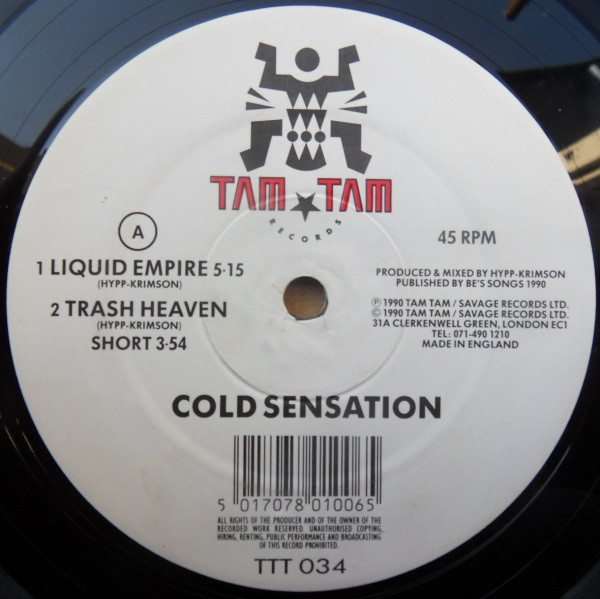 TAM TAM
RECORDS
A
45 RPM
1 LIQUID EMPIRE 5·15
(HYPP-KRIMSON)
2 TRASH HEAVEN
(HYPP-KRIMSON)
SHORT 3·54
PRODUCED & MIXED BY HYPP-KRIMSON
PUBLISHED BY BE'S SONGS 1990
Ⓟ 1990 TAM TAM / SAVAGE RECORDS LTD.
© 1990 TAM TAM / SAVAGE RECORDS LTD.
31A CLERKENWELL GREEN, LONDON EC1
TEL: 071-490 1210
MADE IN ENGLAND
COLD SENSATION
5 017078 010065
ALL RIGHTS OF THE PRODUCER AND OF THE OWNER OF THE
RECORDED WORK RESERVED. UNAUTHORISED COPYING,
HIRING, RENTING, PUBLIC PERFORMANCE AND BROADCASTING
OF THIS RECORD PROHIBITED.
TTT 034